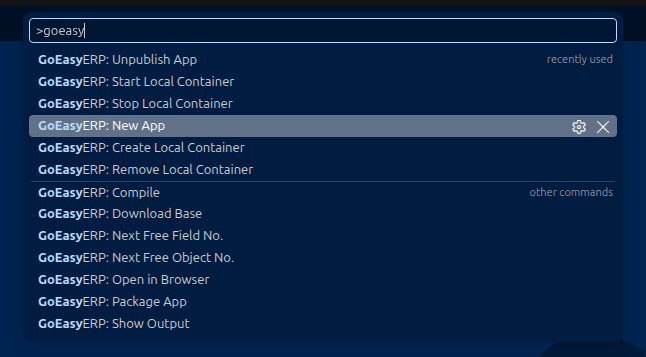 >goeasy
GoEasyERP: Unpublish App recently used
GoEasyERP: Start Local Container
GoEasyERP: Stop Local Container
GoEasyERP: New App
GoEasyERP: Create Local Container
GoEasyERP: Remove Local Container
GoEasyERP: Compile other commands
GoEasyERP: Download Base
GoEasyERP: Next Free Field No.
GoEasyERP: Next Free Object No.
GoEasyERP: Open in Browser
GoEasyERP: Package App
GoEasyERP: Show Output